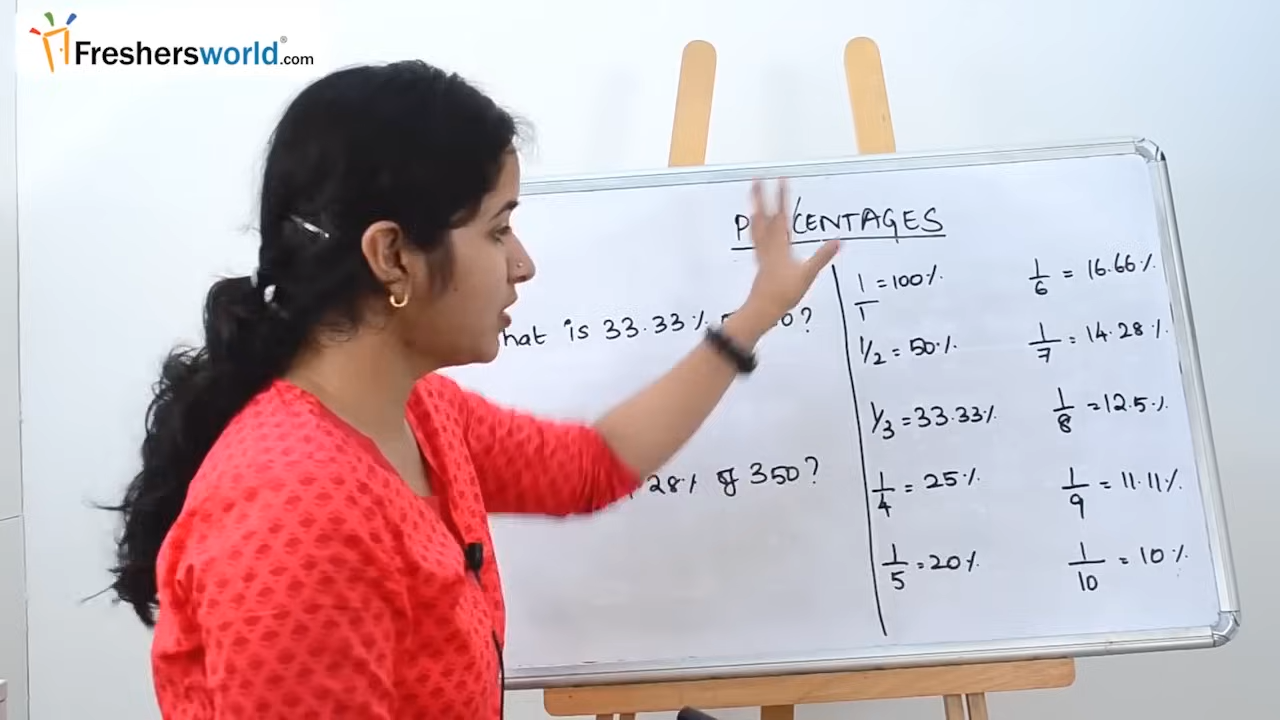 Freshersworld.com
PERCENTAGES
What is 33.33%
28% of 350?
1/1 = 100%
1/2 = 50%
1/3 = 33.33%
1/4 = 25%
1/5 = 20%
1/6 = 16.66%
1/7 = 14.28%
1/8 = 12.5%
1/9 = 11.11%
1/10 = 10%